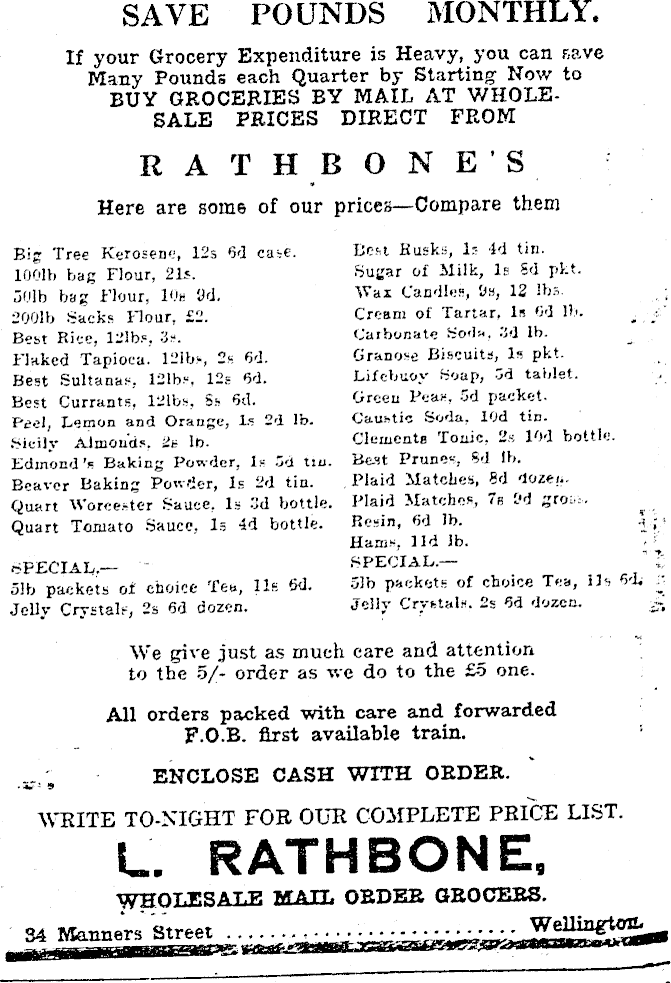 SAVE POUNDS MONTHLY.
If your Grocery Expenditure is Heavy, you can save
Many Pounds each Quarter by Starting Now to
BUY GROCERIES BY MAIL AT WHOLE-
SALE PRICES DIRECT FROM
RATHBONE'S
Here are some of our prices—Compare them
Big Tree Kerosene, 12s 6d case.
100lb bag Flour, 21s.
50lb bag Flour, 10s 9d.
200lb Sacks Flour, £2.
Best Rice, 12lbs, 3s.
Flaked Tapioca. 12lbs, 2s 6d.
Best Sultanas, 12lbs, 12s 6d.
Best Currants, 12lbs, 8s 6d.
Peel, Lemon and Orange, 1s 2d lb.
Sicily Almonds, 2s lb.
Edmond's Baking Powder, 1s 5d tin.
Beaver Baking Powder, 1s 2d tin.
Quart Worcester Sauce, 1s 3d bottle.
Quart Tomato Sauce, 1s 4d bottle.
SPECIAL.—
5lb packets of choice Tea, 11s 6d.
Jelly Crystals, 2s 6d dozen.
Best Rusks, 1s 4d tin.
Sugar of Milk, 1s 8d pkt.
Wax Candles, 9s, 12 lbs.
Cream of Tartar, 1s 6d lb.
Carbonate Soda, 3d lb.
Granose Biscuits, 1s pkt.
Lifebuoy Soap, 5d tablet.
Green Peas, 5d packet.
Caustic Soda, 10d tin.
Clements Tonic, 2s 10d bottle.
Best Prunes, 8d lb.
Plaid Matches, 8d dozen.
Plaid Matches, 7s 9d gross.
Resin, 6d lb.
Hams, 11d lb.
SPECIAL.—
5lb packets of choice Tea, 11s 6d.
Jelly Crystals. 2s 6d dozen.
We give just as much care and attention
to the 5/- order as we do to the £5 one.
All orders packed with care and forwarded
F.O.B. first available train.
ENCLOSE CASH WITH ORDER.
WRITE TO-NIGHT FOR OUR COMPLETE PRICE LIST.
L. RATHBONE,
WHOLESALE MAIL ORDER GROCERS.
34 Manners Street ............................ Wellington.